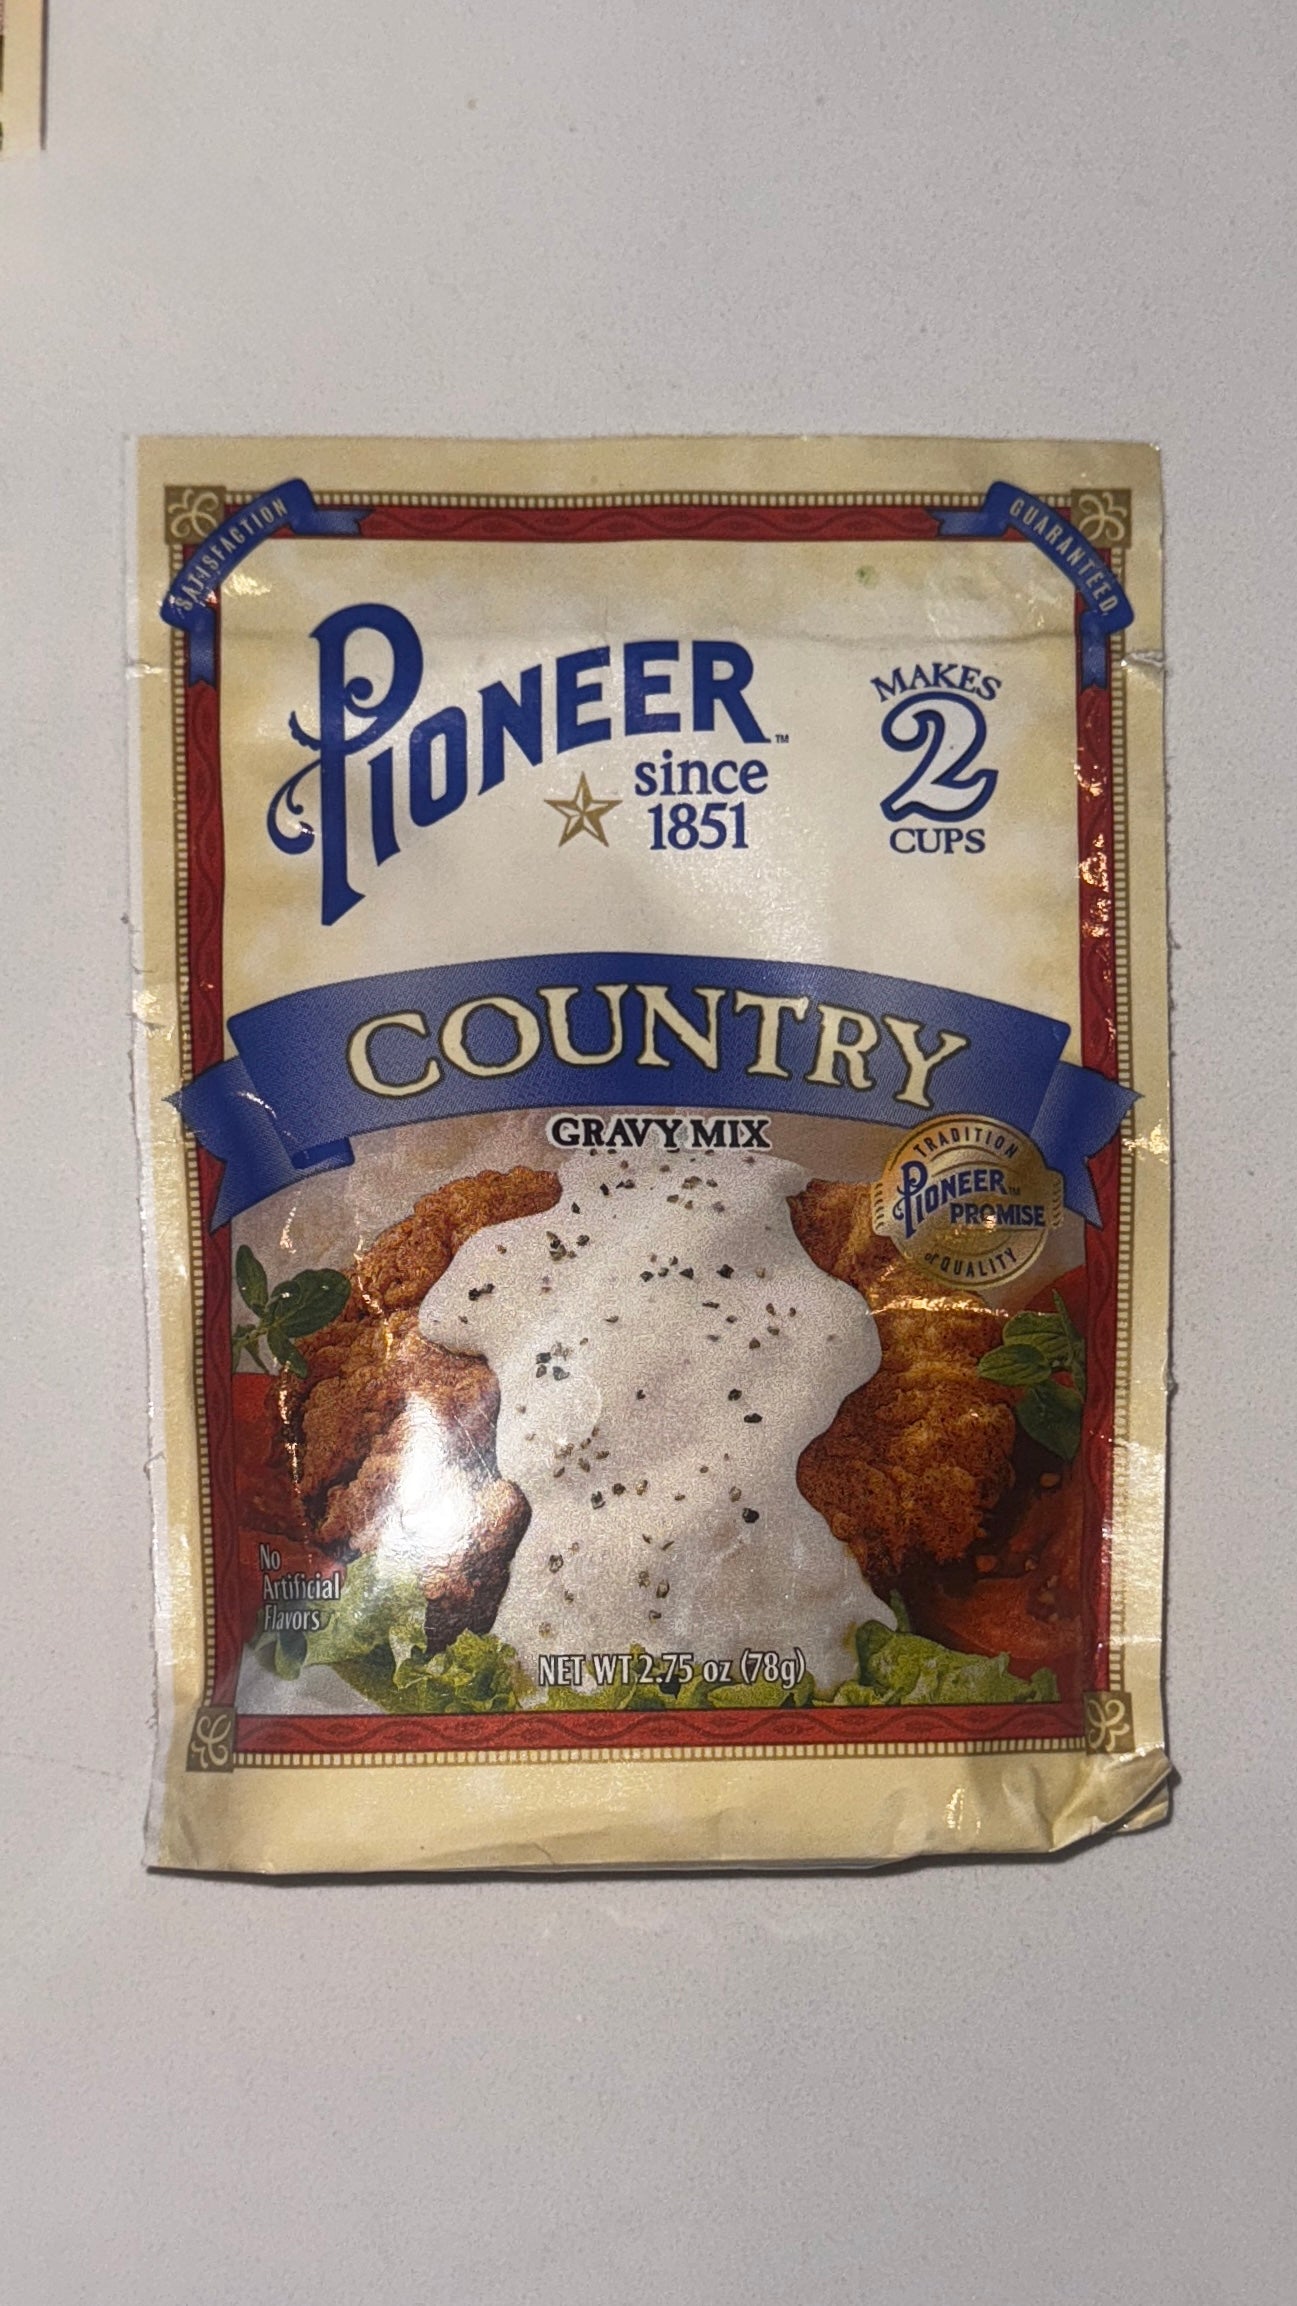 SATISFACTION
GUARANTEED
PIONEER™
since
1851
MAKES
2
CUPS
COUNTRY
GRAVY MIX
TRADITION
PIONEER™
PROMISE
of QUALITY
No
Artificial
Flavors
NET WT 2.75 oz (78g)